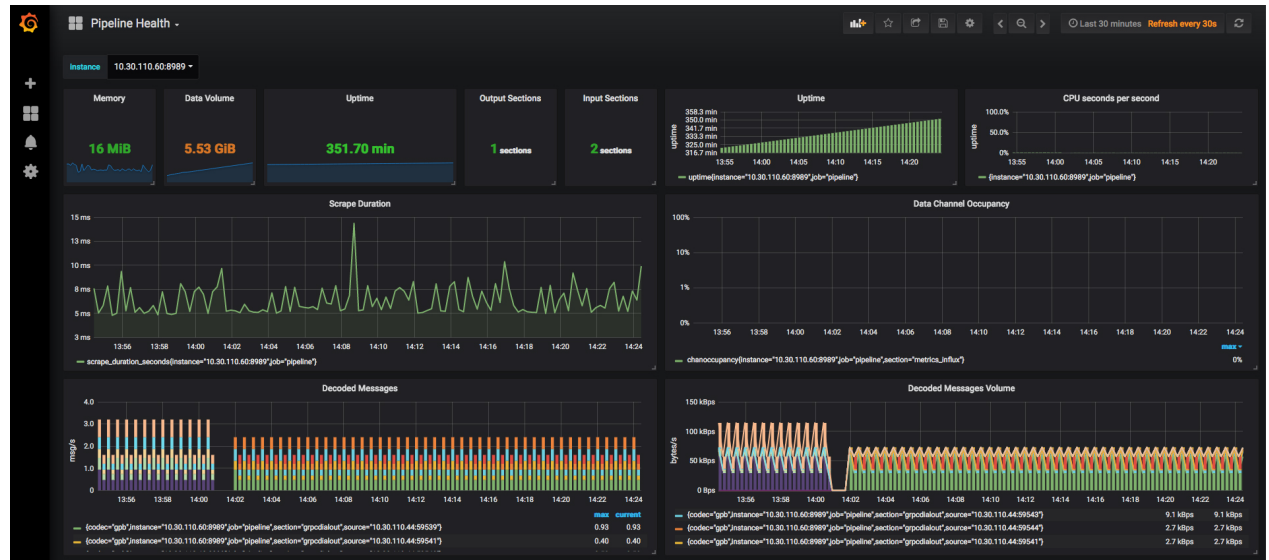 Pipeline Health
Last 30 minutes Refresh every 30s
Instance 10.30.110.60:8989
Memory
16 MiB
Data Volume
5.53 GiB
Uptime
351.70 min
Output Sections
1 sections
Input Sections
2 sections
Uptime
uptime
358.3 min
350.0 min
341.7 min
333.3 min
325.0 min
316.7 min
13:55 14:00 14:05 14:10 14:15 14:20
uptime{instance="10.30.110.60:8989",job="pipeline"}
CPU seconds per second
uptime
100.0%
50.0%
0%
13:55 14:00 14:05 14:10 14:15 14:20
{instance="10.30.110.60:8989",job="pipeline"}
Scrape Duration
15 ms
13 ms
10 ms
8 ms
5 ms
3 ms
13:56 13:58 14:00 14:02 14:04 14:06 14:08 14:10 14:12 14:14 14:16 14:18 14:20 14:22 14:24
scrape_duration_seconds{instance="10.30.110.60:8989",job="pipeline"}
Data Channel Occupancy
100%
10%
1%
0%
13:56 13:58 14:00 14:02 14:04 14:06 14:08 14:10 14:12 14:14 14:16 14:18 14:20 14:22 14:24
max
chanoccupancy{instance="10.30.110.60:8989",job="pipeline",section="metrics_influx"} 0%
Decoded Messages
msg/s
4.0
3.0
2.0
1.0
0
13:56 13:58 14:00 14:02 14:04 14:06 14:08 14:10 14:12 14:14 14:16 14:18 14:20 14:22 14:24
max current
{codec="gpb",instance="10.30.110.60:8989",job="pipeline",section="grpcdialout",source="10.30.110.44:59539"} 0.93 0.93
{codec="gpb",instance="10.30.110.60:8989",job="pipeline",section="grpcdialout",source="10.30.110.44:59541"} 0.40 0.40
Decoded Messages Volume
bytes/s
150 kBps
100 kBps
50 kBps
0 Bps
13:56 13:58 14:00 14:02 14:04 14:06 14:08 14:10 14:12 14:14 14:16 14:18 14:20 14:22 14:24
{codec="gpb",instance="10.30.110.60:8989",job="pipeline",section="grpcdialout",source="10.30.110.44:59543"} 9.1 kBps 9.1 kBps
{codec="gpb",instance="10.30.110.60:8989",job="pipeline",section="grpcdialout",source="10.30.110.44:59544"} 2.7 kBps 2.7 kBps
{codec="gpb",instance="10.30.110.60:8989",job="pipeline",section="grpcdialout",source="10.30.110.44:59541"} 2.7 kBps 2.7 kBps